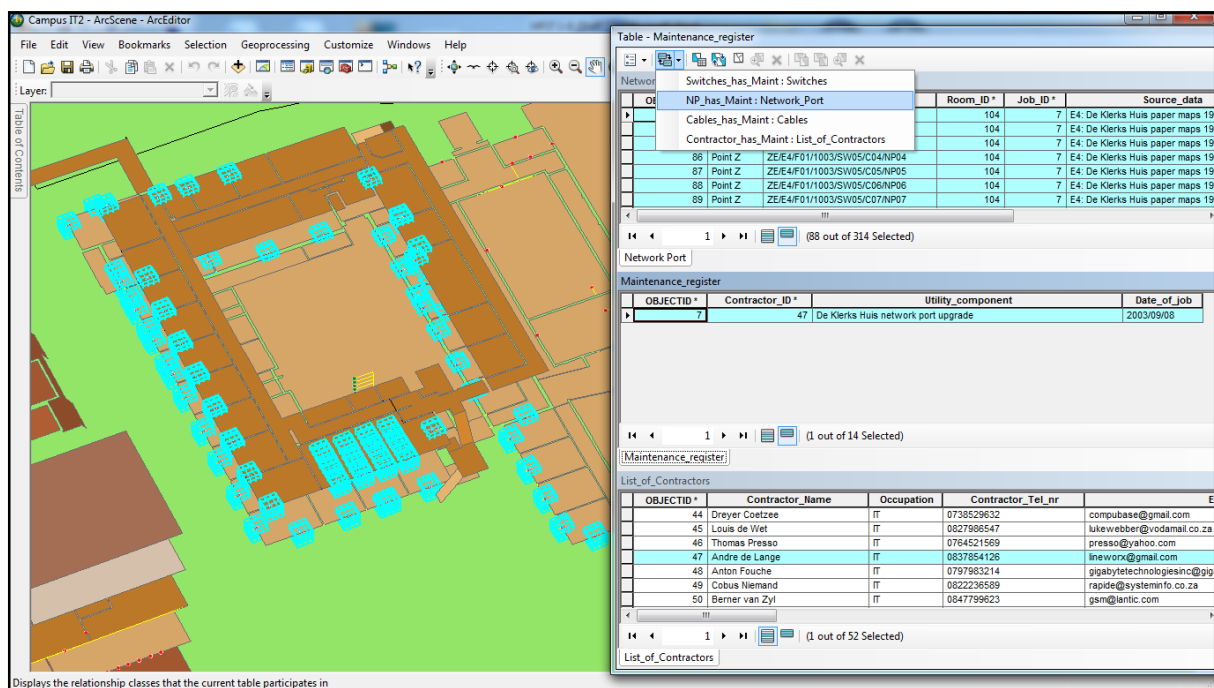 Campus IT2 - ArcScene - ArcEditor
File Edit View Bookmarks Selection Geoprocessing Customize Windows Help
Layer:
Table of Contents
Table - Maintenance_register
Networ
Switches_has_Maint : Switches
NP_has_Maint : Network_Port
Cables_has_Maint : Cables
Contractor_has_Maint : List_of_Contractors
Room_ID * Job_ID * Source_data
104 7 E4: De Klerks Huis paper maps 19
104 7 E4: De Klerks Huis paper maps 19
104 7 E4: De Klerks Huis paper maps 19
86 Point Z ZE/E4/F01/1003/SW05/C04/NP04 104 7 E4: De Klerks Huis paper maps 19
87 Point Z ZE/E4/F01/1003/SW05/C05/NP05 104 7 E4: De Klerks Huis paper maps 19
88 Point Z ZE/E4/F01/1003/SW05/C06/NP06 104 7 E4: De Klerks Huis paper maps 19
89 Point Z ZE/E4/F01/1003/SW05/C07/NP07 104 7 E4: De Klerks Huis paper maps 19
1 (88 out of 314 Selected)
Network Port
Maintenance_register
OBJECTID * Contractor_ID * Utility_component Date_of_job
7 47 De Klerks Huis network port upgrade 2003/09/08
1 (1 out of 14 Selected)
Maintenance_register
List_of_Contractors
OBJECTID * Contractor_Name Occupation Contractor_Tel_nr E
44 Dreyer Coetzee IT 0738529632 compubase@gmail.com
45 Louis de Wet IT 0827986547 lukewebber@vodamail.co.za
46 Thomas Presso IT 0764521569 presso@yahoo.com
47 Andre de Lange IT 0837854126 lineworx@gmail.com
48 Anton Fouche IT 0797983214 gigabytetechnologiesinc@gig
49 Cobus Niemand IT 0822236589 rapide@systeminfo.co.za
50 Berner van Zyl IT 0847799623 gsm@lantic.com
1 (1 out of 52 Selected)
List_of_Contractors
Displays the relationship classes that the current table participates in